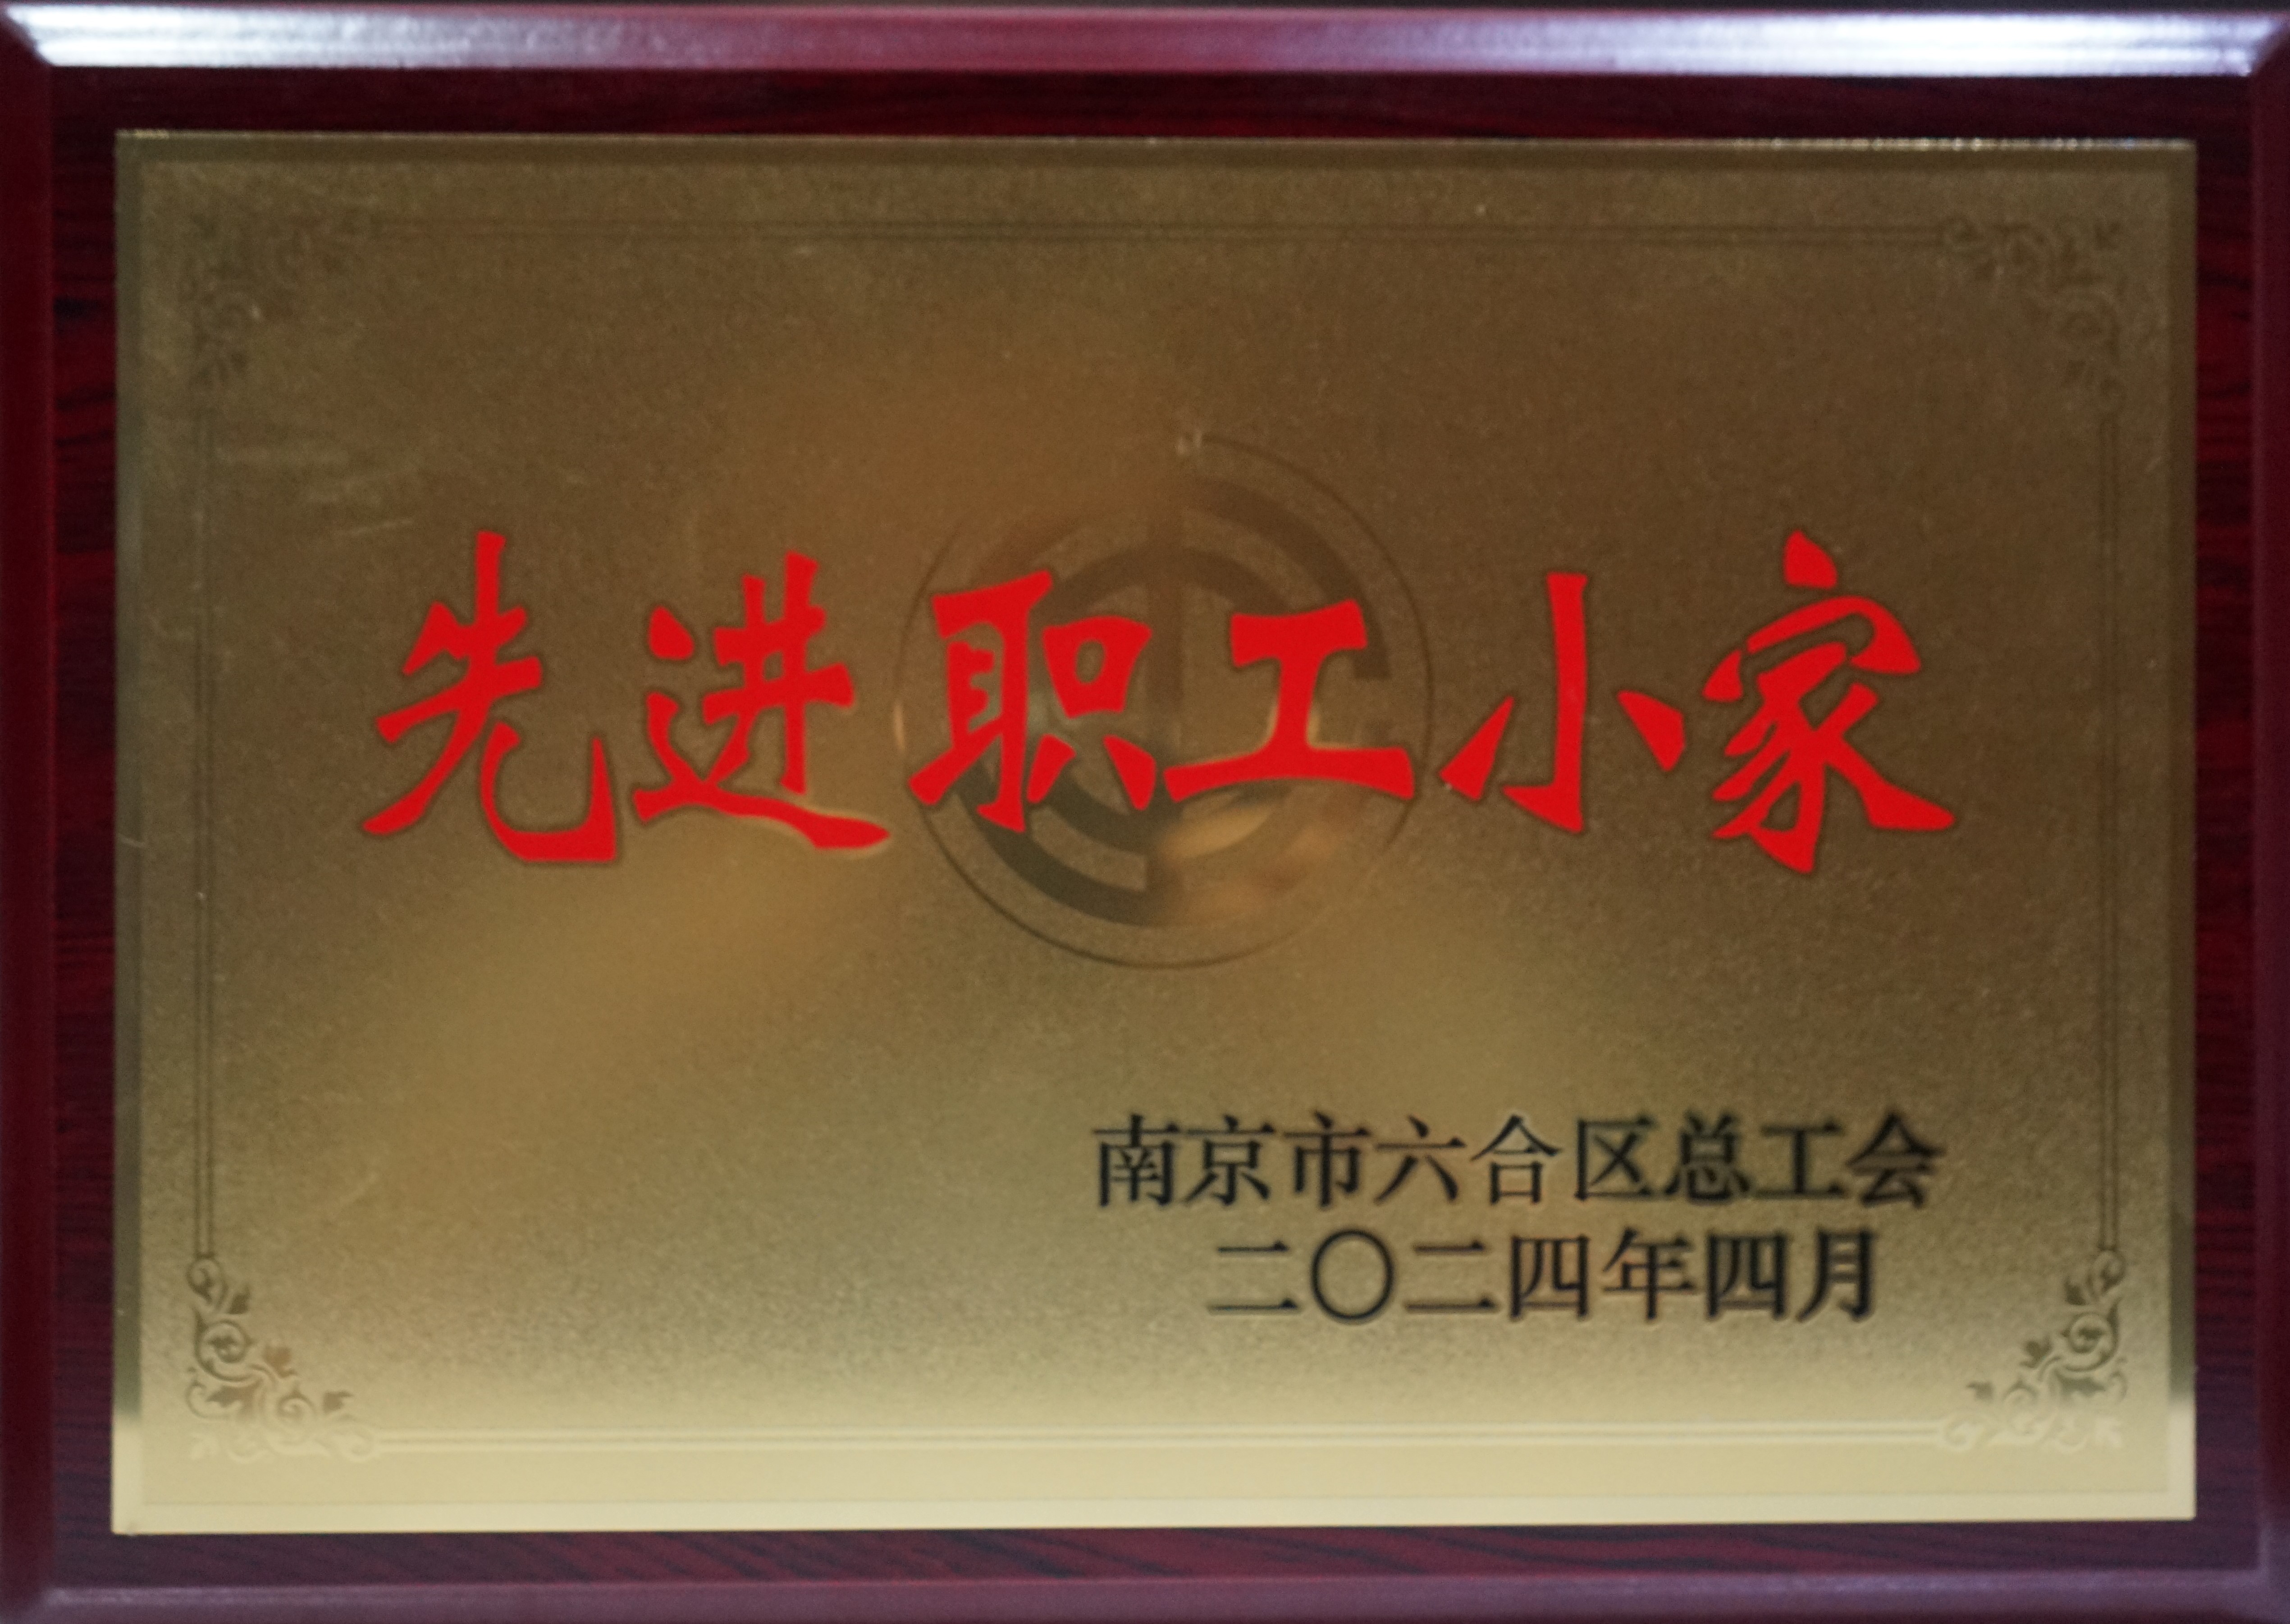 先进职工小家
南京市六合区总工会
二〇二四年四月